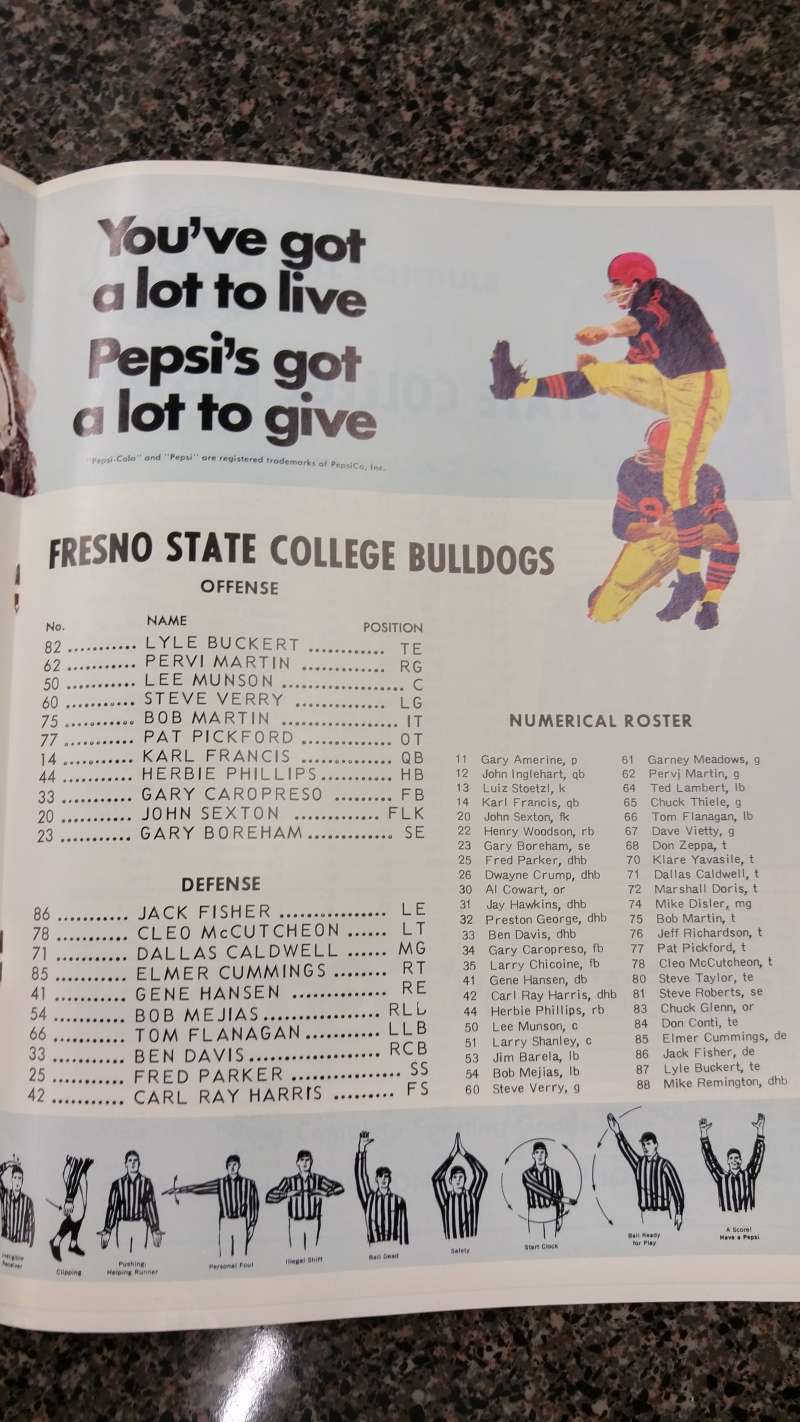 You've got
a lot to live
Pepsi's got
a lot to give
"Pepsi-Cola" and "Pepsi" are registered trademarks of PepsiCo, Inc.
FRESNO STATE COLLEGE BULLDOGS
OFFENSE
No. NAME POSITION
82 ........... LYLE BUCKERT ........... TE
62 ........... PERVI MARTIN ............ RG
50 ........... LEE MUNSON ................. C
60 ........... STEVE VERRY ............. LG
75 ........... BOB MARTIN ................ IT
77 ........... PAT PICKFORD ............. OT
14 ........... KARL FRANCIS ............. QB
44 ........... HERBIE PHILLIPS........... HB
33 ........... GARY CAROPRESO ......... FB
20 ........... JOHN SEXTON ............ FLK
23 ........... GARY BOREHAM............. SE
DEFENSE
86 ........... JACK FISHER ................ LE
78 ........... CLEO McCUTCHEON ...... LT
71 ........... DALLAS CALDWELL ...... MG
85 ........... ELMER CUMMINGS ........ RT
41 ........... GENE HANSEN .............. RE
54 ........... BOB MEJIAS................ RLL
66 ........... TOM FLANAGAN............ LLB
33 ........... BEN DAVIS................... RCB
25 ........... FRED PARKER ................ SS
42 ........... CARL RAY HARRIS ......... FS
NUMERICAL ROSTER
11 Gary Amerine, p
12 John Inglehart, qb
13 Luiz Stoetzl, k
14 Karl Francis, qb
20 John Sexton, fk
22 Henry Woodson, rb
23 Gary Boreham, se
25 Fred Parker, dhb
26 Dwayne Crump, dhb
30 Al Cowart, or
31 Jay Hawkins, dhb
32 Preston George, dhb
33 Ben Davis, dhb
34 Gary Caropreso, fb
35 Larry Chicoine, fb
41 Gene Hansen, db
42 Carl Ray Harris, dhb
44 Herbie Phillips, rb
50 Lee Munson, c
51 Larry Shanley, c
53 Jim Barela, lb
54 Bob Mejias, lb
60 Steve Verry, g
61 Garney Meadows, g
62 Pervj Martin, g
64 Ted Lambert, lb
65 Chuck Thiele, g
66 Tom Flanagan, lb
67 Dave Vietty, g
68 Don Zeppa, t
70 Klare Yavasile, t
71 Dallas Caldwell, t
72 Marshall Doris, t
74 Mike Disler, mg
75 Bob Martin, t
76 Jeff Richardson, t
77 Pat Pickford, t
78 Cleo McCutcheon, t
80 Steve Taylor, te
81 Steve Roberts, se
83 Chuck Glenn, or
84 Don Conti, te
85 Elmer Cummings, de
86 Jack Fisher, de
87 Lyle Buckert, te
88 Mike Remington, dhb
Ineligible
Receiver
Clipping
Pushing;
Helping Runner
Personal Foul
Illegal Shift
Ball Dead
Safety
Start Clock
Ball Ready
for Play
A Score!
Have a Pepsi